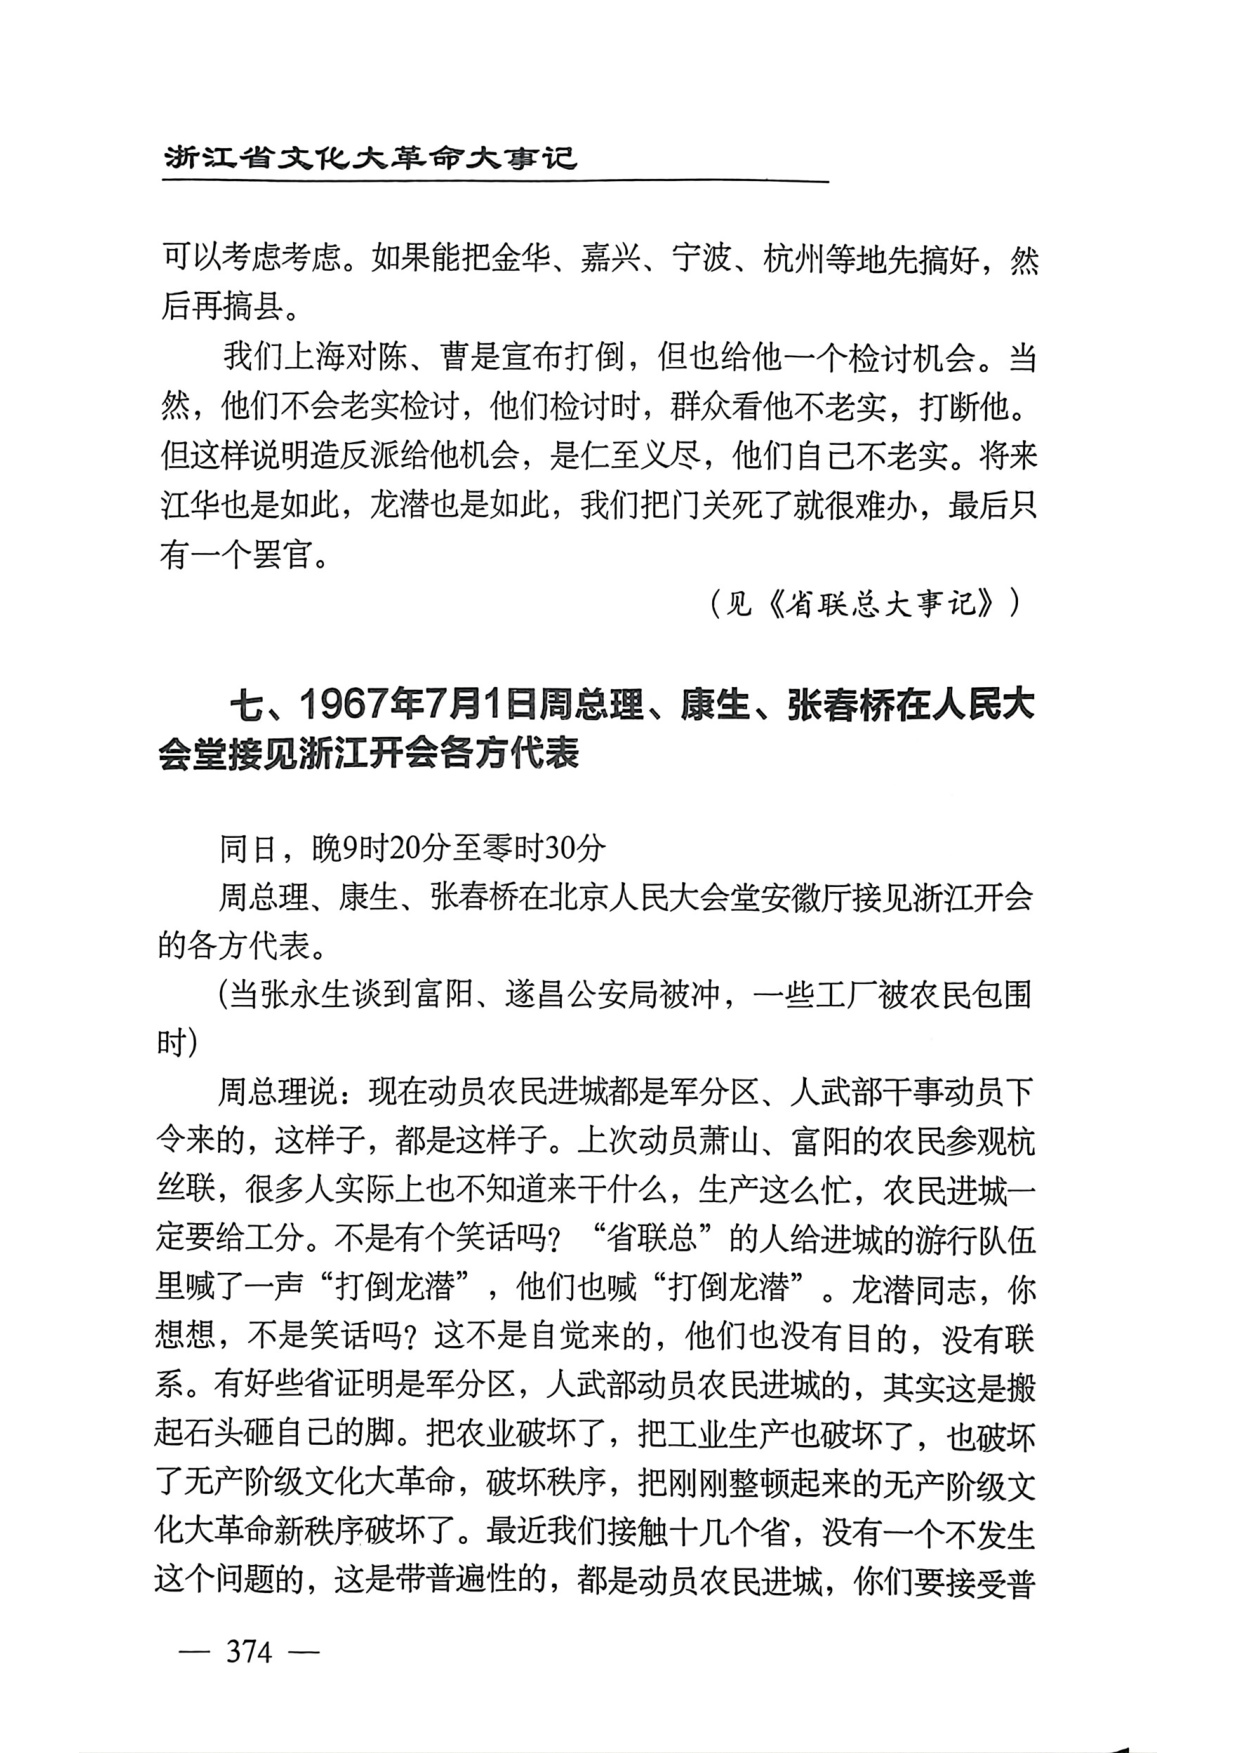 浙江省文化大革命大事记
可以考虑考虑。如果能把金华、嘉兴、宁波、杭州等地先搞好，然
后再搞县。
我们上海对陈、曹是宣布打倒，但也给他一个检讨机会。当
然，他们不会老实检讨，他们检讨时，群众看他不老实，打断他。
但这样说明造反派给他机会，是仁至义尽，他们自己不老实。将来
江华也是如此，龙潜也是如此，我们把门关死了就很难办，最后只
有一个罢官。
（见《省联总大事记》）
七、1967年7月1日周总理、康生、张春桥在人民大
会堂接见浙江开会各方代表
同日，晚9时20分至零时30分
周总理、康生、张春桥在北京人民大会堂安徽厅接见浙江开会
的各方代表。
(当张永生谈到富阳、遂昌公安局被冲，一些工厂被农民包围
时)
周总理说：现在动员农民进城都是军分区、人武部干事动员下
令来的，这样子，都是这样子。上次动员萧山、富阳的农民参观杭
丝联，很多人实际上也不知道来干什么，生产这么忙，农民进城一
定要给工分。不是有个笑话吗？“省联总”的人给进城的游行队伍
里喊了一声“打倒龙潜”，他们也喊“打倒龙潜”。龙潜同志，你
想想，不是笑话吗？这不是自觉来的，他们也没有目的，没有联
系。有好些省证明是军分区，人武部动员农民进城的，其实这是搬
起石头砸自己的脚。把农业破坏了，把工业生产也破坏了，也破坏
了无产阶级文化大革命，破坏秩序，把刚刚整顿起来的无产阶级文
化大革命新秩序破坏了。最近我们接触十几个省，没有一个不发生
这个问题的，这是带普遍性的，都是动员农民进城，你们要接受普
— 374 —